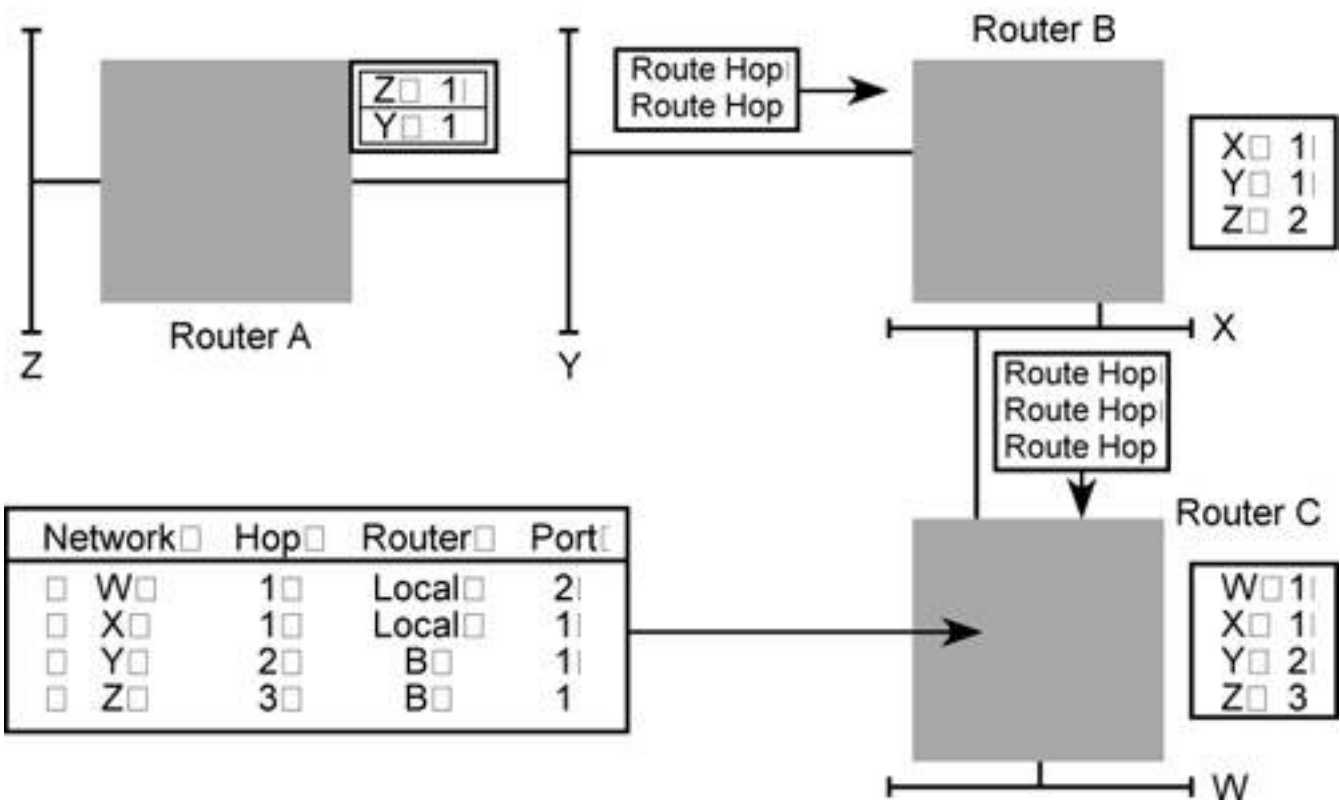 Router B
Route Hop
Route Hop
Z 1
Y 1
X 1
Y 1
Z 2
Router A
Z
Y
X
Route Hop
Route Hop
Route Hop
Router C
Network Hop Router Port
W 1 Local 2
X 1 Local 1
Y 2 B 1
Z 3 B 1
W 1
X 1
Y 2
Z 3
W